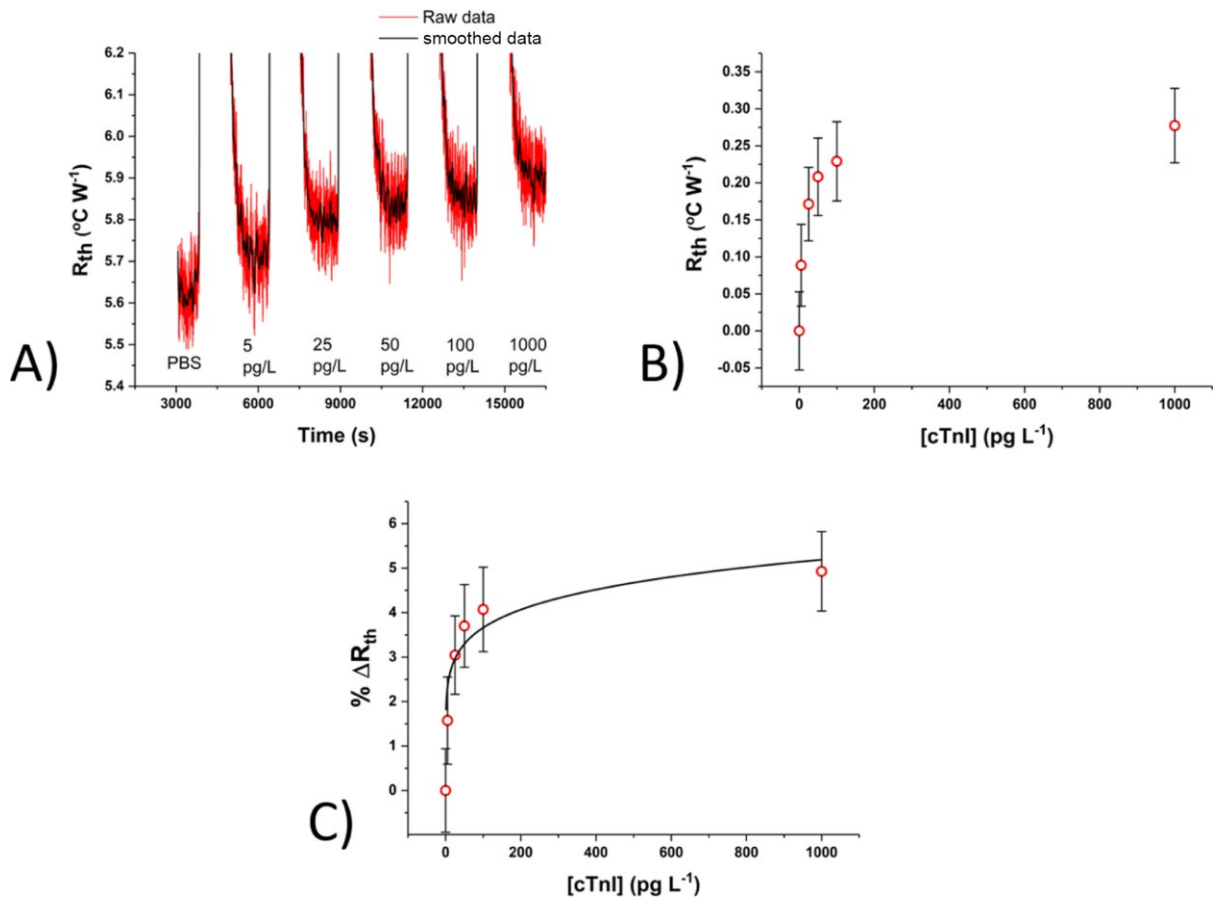 Raw data
smoothed data
A)
R_th (°C W⁻¹)
6.2
6.1
6.0
5.9
5.8
5.7
5.6
5.5
5.4
PBS
5 pg/L
25 pg/L
50 pg/L
100 pg/L
1000 pg/L
3000 6000 9000 12000 15000
Time (s)
B)
R_th (°C W⁻¹)
0.35
0.30
0.25
0.20
0.15
0.10
0.05
0.00
-0.05
0 200 400 600 800 1000
[cTnI] (pg L⁻¹)
C)
% ΔR_th
6
5
4
3
2
1
0
0 200 400 600 800 1000
[cTnI] (pg L⁻¹)